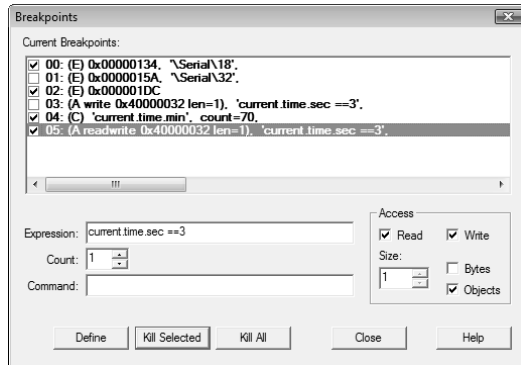 Breakpoints
Current Breakpoints:
00: (E) 0x00000134, '\Serial\18',
01: (E) 0x0000015A, '\Serial\32',
02: (E) 0x000001DC
03: (A write 0x40000032 len=1), 'current.time.sec ==3',
04: (C) 'current.time.min', count=70,
05: (A readwrite 0x40000032 len=1), 'current.time.sec ==3',
Access
Expression: current.time.sec ==3
Read Write
Count: 1
Size:
1
Bytes
Command:
Objects
Define Kill Selected Kill All Close Help